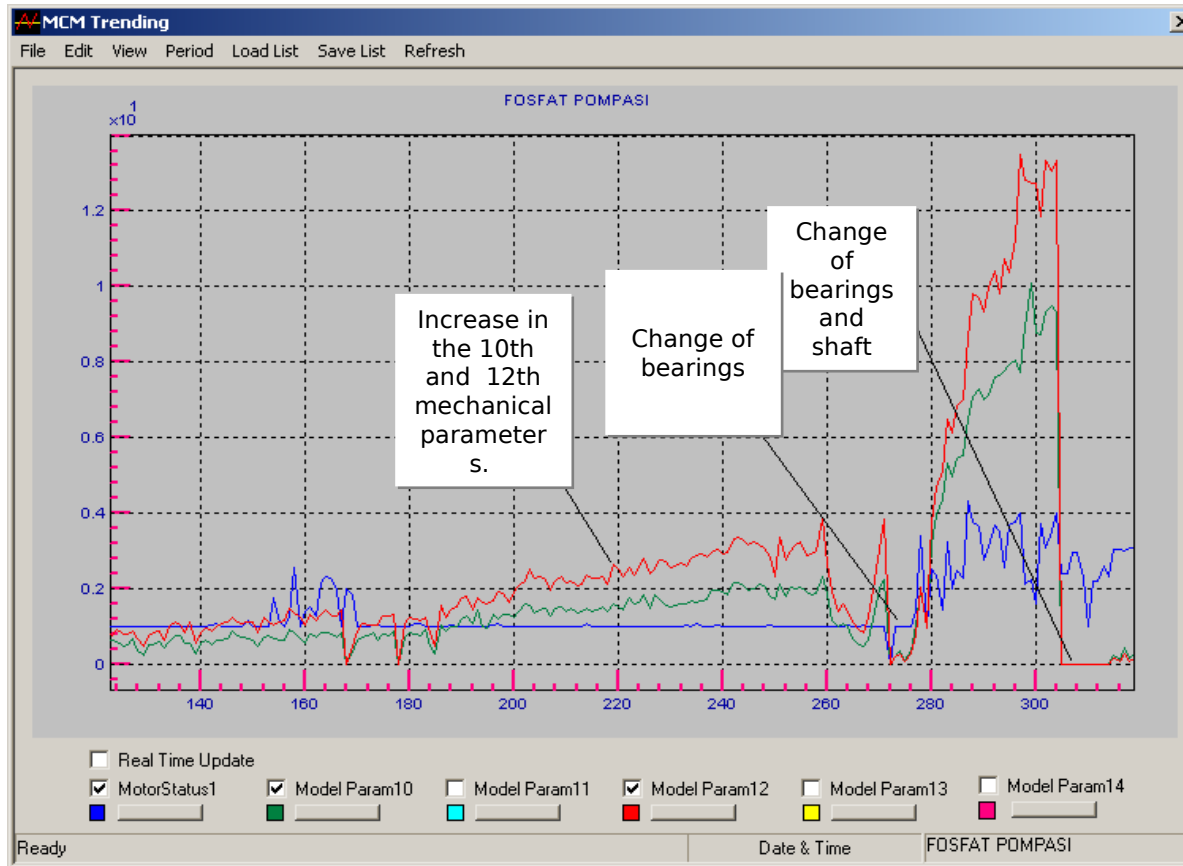 MCM Trending
File Edit View Period Load List Save List Refresh
FOSFAT POMPASI
1
x10
1.2
1
0.8
0.6
0.4
0.2
0
140 160 180 200 220 240 260 280 300
Increase in
the 10th
and 12th
mechanical
parameter
s.
Change of
bearings
Change
of
bearings
and
shaft
Real Time Update
MotorStatus1 Model Param10 Model Param11 Model Param12 Model Param13 Model Param14
Ready Date & Time FOSFAT POMPASI